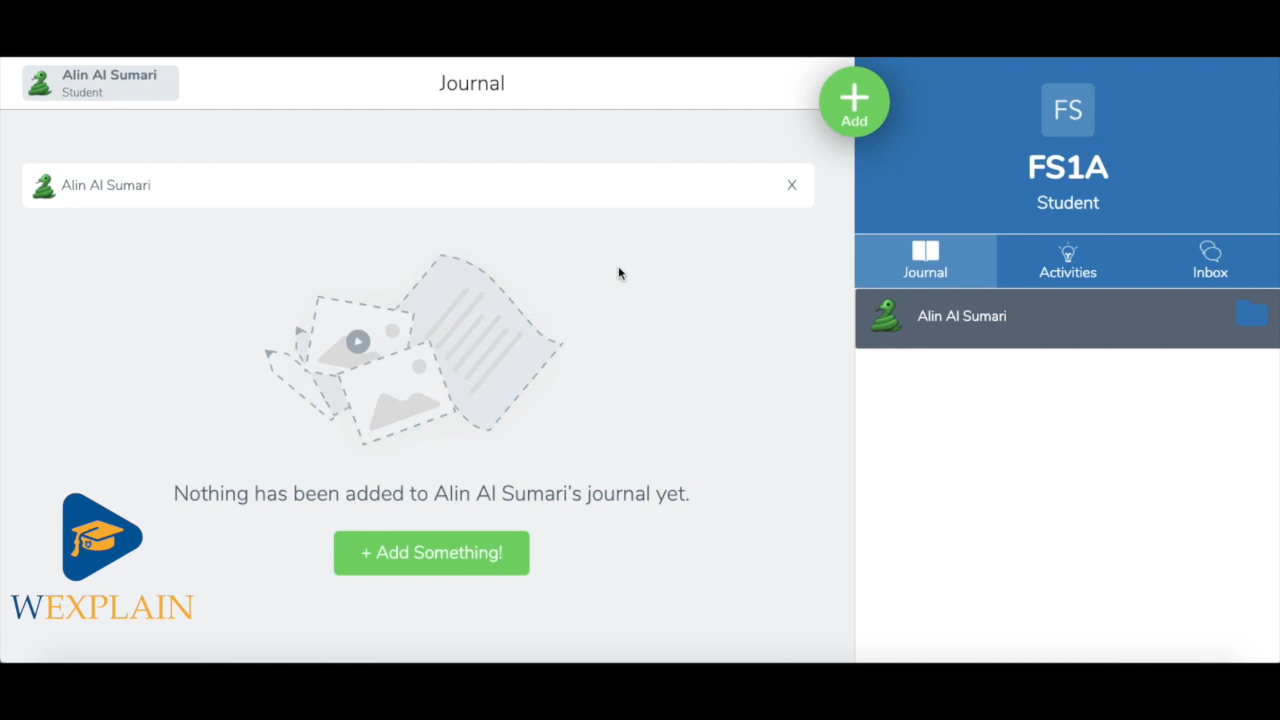 Alin Al Sumari
Student
Journal
Add
Alin Al Sumari
X
Nothing has been added to Alin Al Sumari's journal yet.
+ Add Something!
WEXPLAIN
FS
FS1A
Student
Journal
Activities
Inbox
Alin Al Sumari